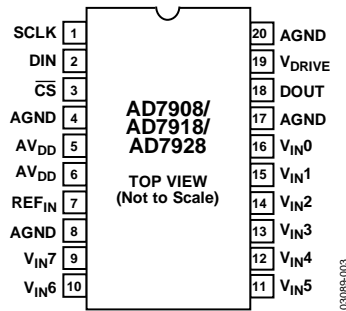 SCLK 1
DIN 2
CS 3
AGND 4
AVDD 5
AVDD 6
REFIN 7
AGND 8
VIN7 9
VIN6 10
AD7908/
AD7918/
AD7928
TOP VIEW
(Not to Scale)
20 AGND
19 VDRIVE
18 DOUT
17 AGND
16 VIN0
15 VIN1
14 VIN2
13 VIN3
12 VIN4
11 VIN5
03089-003